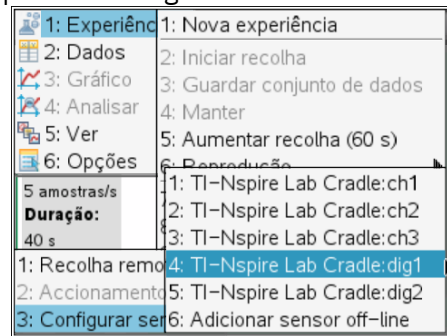 1: Experiênc
2: Dados
3: Gráfico
4: Analisar
5: Ver
6: Opções
1: Nova experiência
2: Iniciar recolha
3: Guardar conjunto de dados
4: Manter
5: Aumentar recolha (60 s)
6: Reprodução
5 amostras/s
Duração:
40 s
1: Recolha remo
2: Accionamento
3: Configurar ser
1: TI-Nspire Lab Cradle:ch1
2: TI-Nspire Lab Cradle:ch2
3: TI-Nspire Lab Cradle:ch3
4: TI-Nspire Lab Cradle:dig1
5: TI-Nspire Lab Cradle:dig2
6: Adicionar sensor off-line